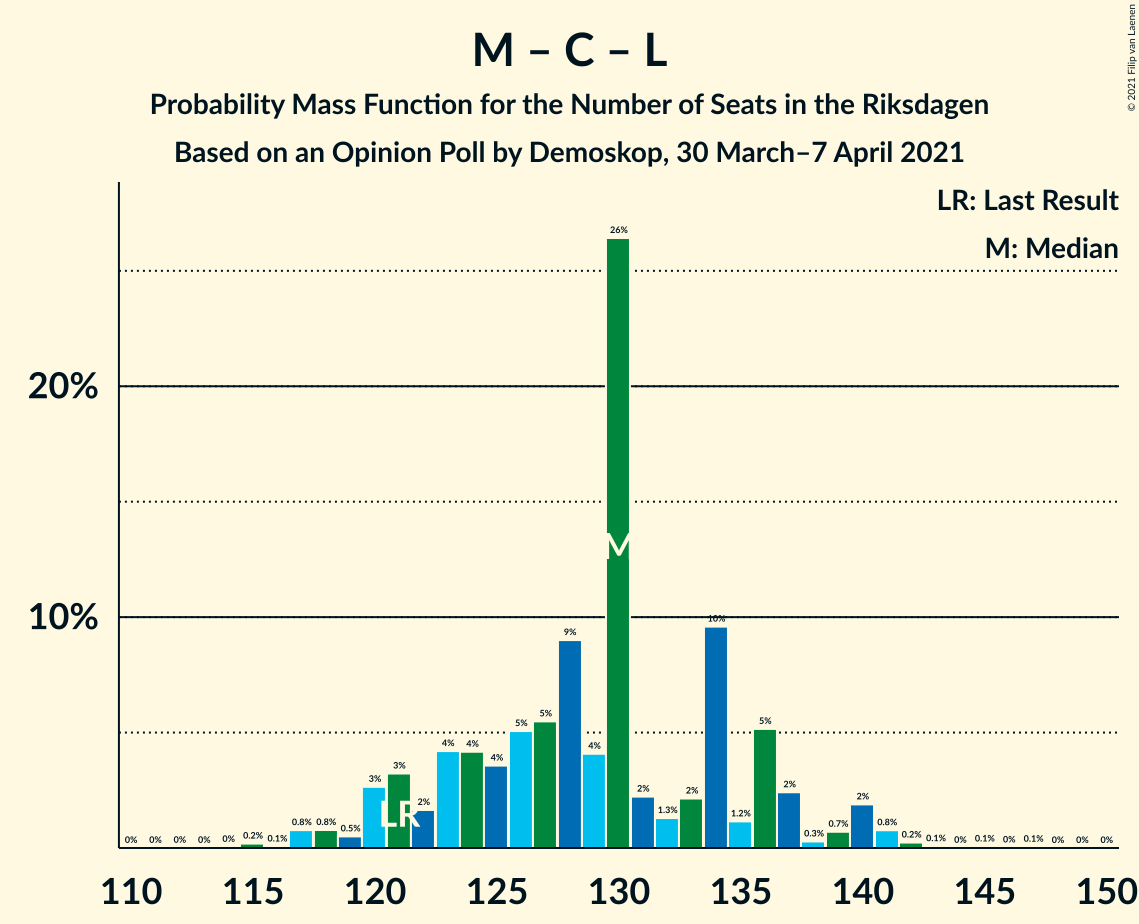 M – C – L
Probability Mass Function for the Number of Seats in the Riksdagen
Based on an Opinion Poll by Demoskop, 30 March–7 April 2021
© 2021 Filip van Laenen
LR: Last Result
M: Median
20%
10%
0% 0% 0% 0% 0% 0.2% 0.1% 0.8% 0.8% 0.5% 3% 3% 2% 4% 4% 4% 5% 5% 9% 4% 26% 2% 1.3% 2% 10% 1.2% 5% 2% 0.3% 0.7% 2% 0.8% 0.2% 0.1% 0% 0.1% 0% 0.1% 0% 0% 0%
LR
M
110 115 120 125 130 135 140 145 150